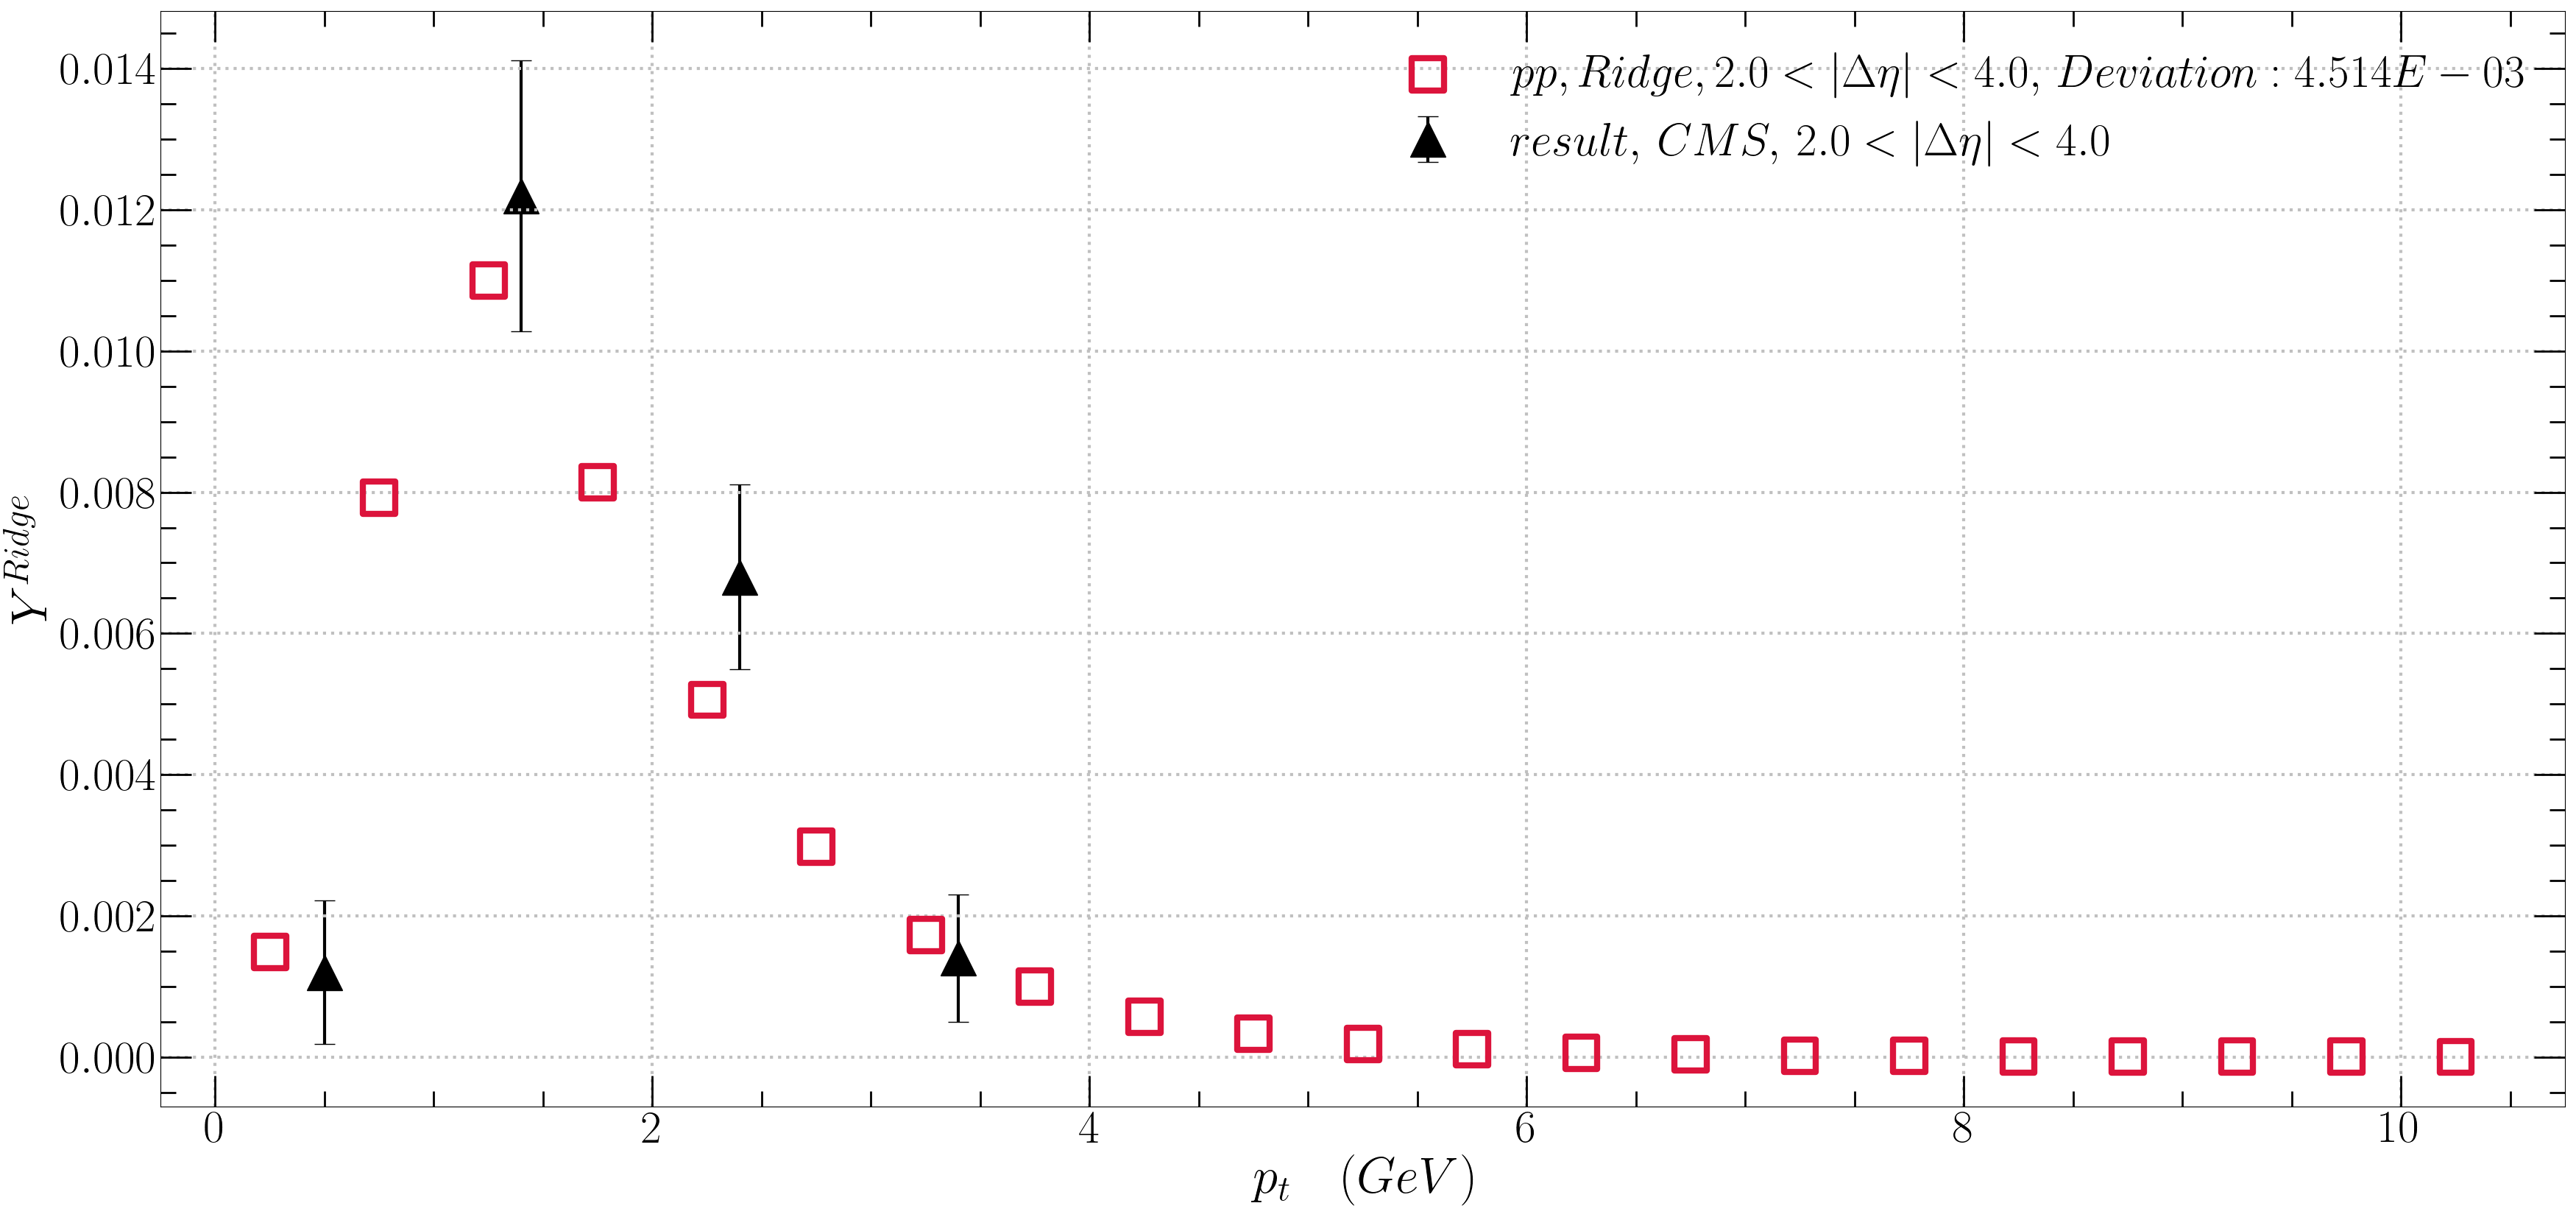 pp, Ridge, 2.0 < |Δη| < 4.0, Deviation : 4.514E − 03
result, CMS, 2.0 < |Δη| < 4.0
0.014
0.012
0.010
0.008
0.006
0.004
0.002
0.000
Y^{Ridge}
0 2 4 6 8 10
p_t (GeV)